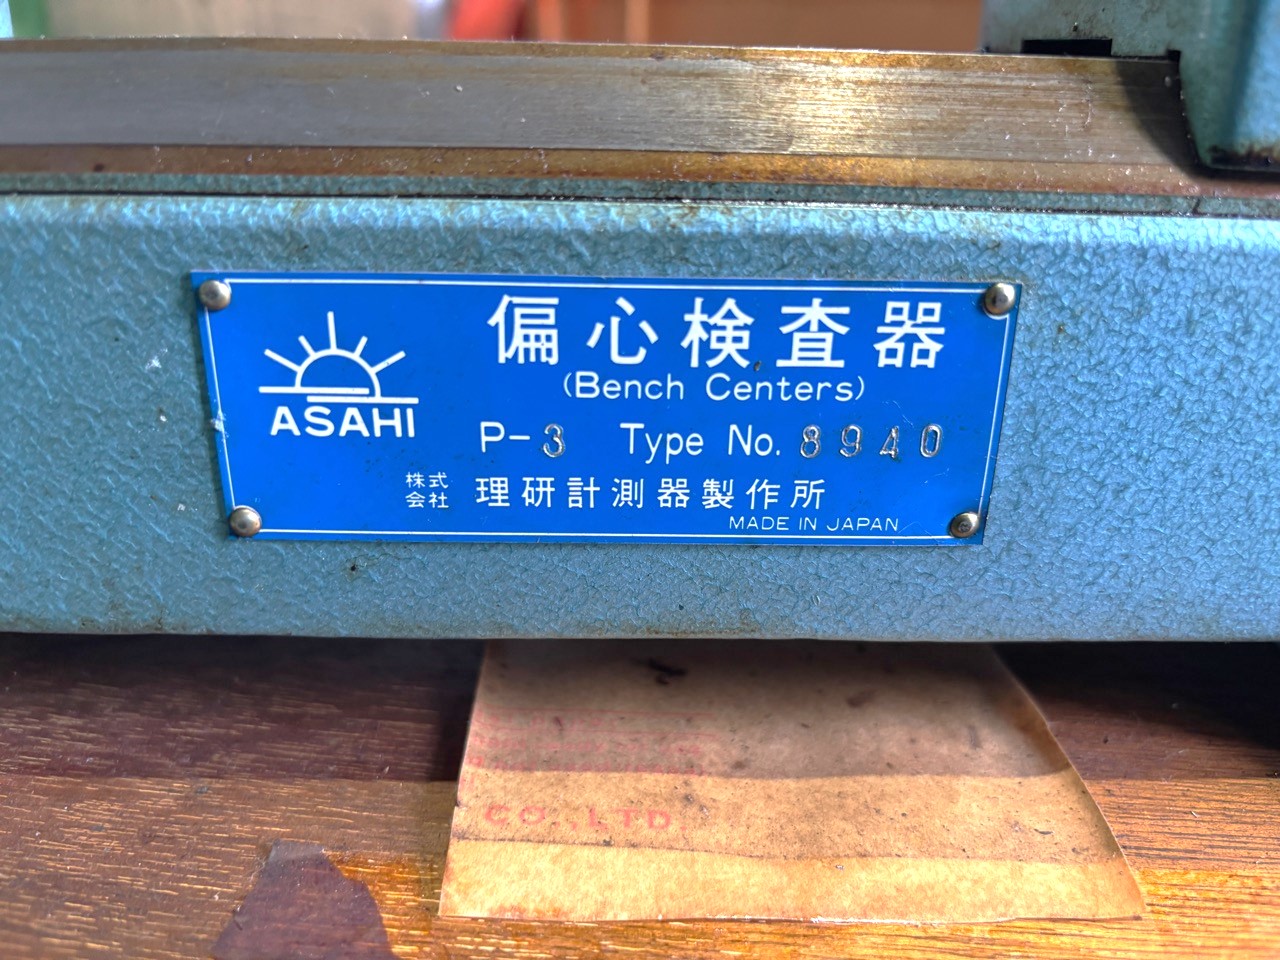 偏心検査器
(Bench Centers)
ASAHI
P-3 Type No. 8940
株式会社 理研計測器製作所
MADE IN JAPAN
CO.,LTD.